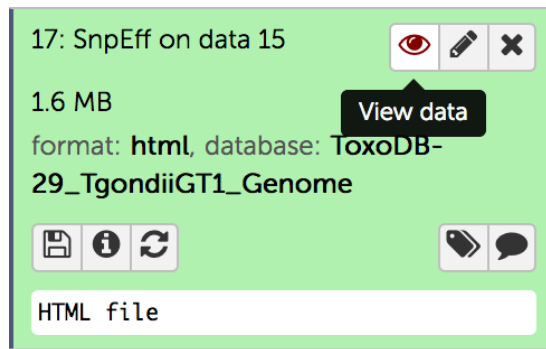 17: SnpEff on data 15
1.6 MB
View data
format: html, database: ToxoDB-
29_TgondiiGT1_Genome
HTML file